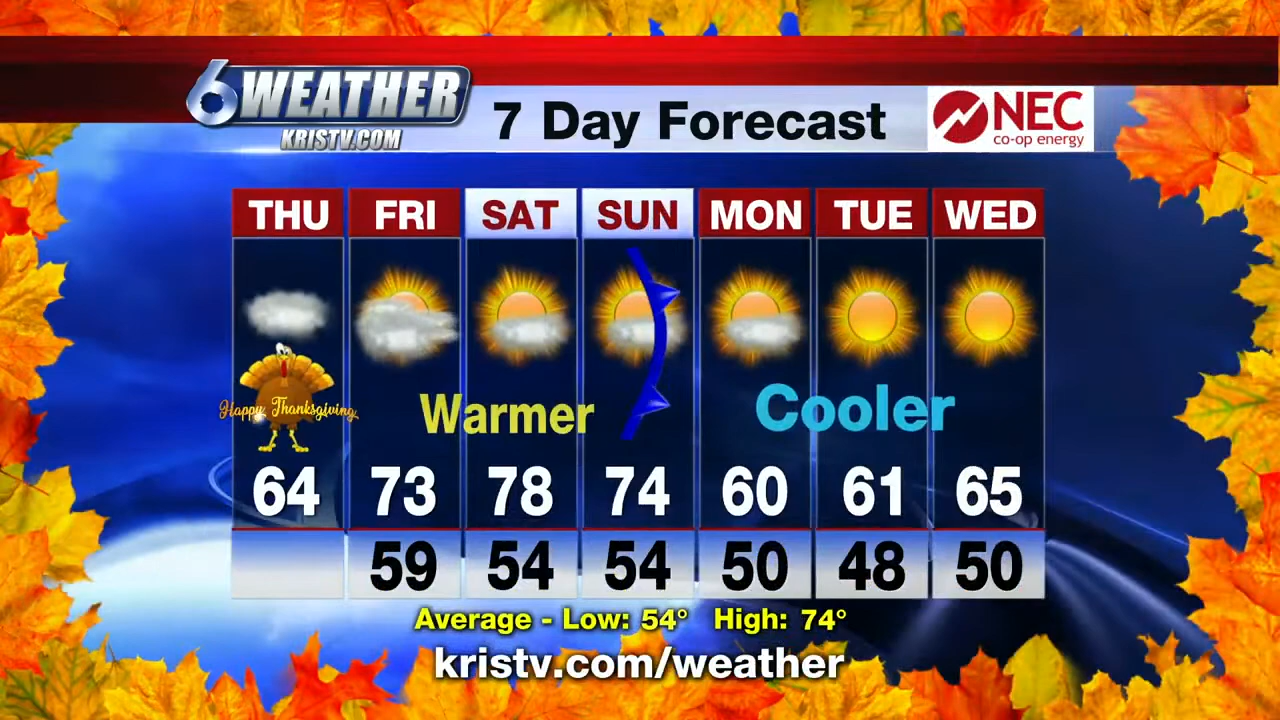 6 WEATHER
KRISTV.COM
7 Day Forecast
NEC
co-op energy
THU FRI SAT SUN MON TUE WED
Happy Thanksgiving
Warmer
Cooler
64 73 78 74 60 61 65
59 54 54 50 48 50
Average - Low: 54° High: 74°
kristv.com/weather